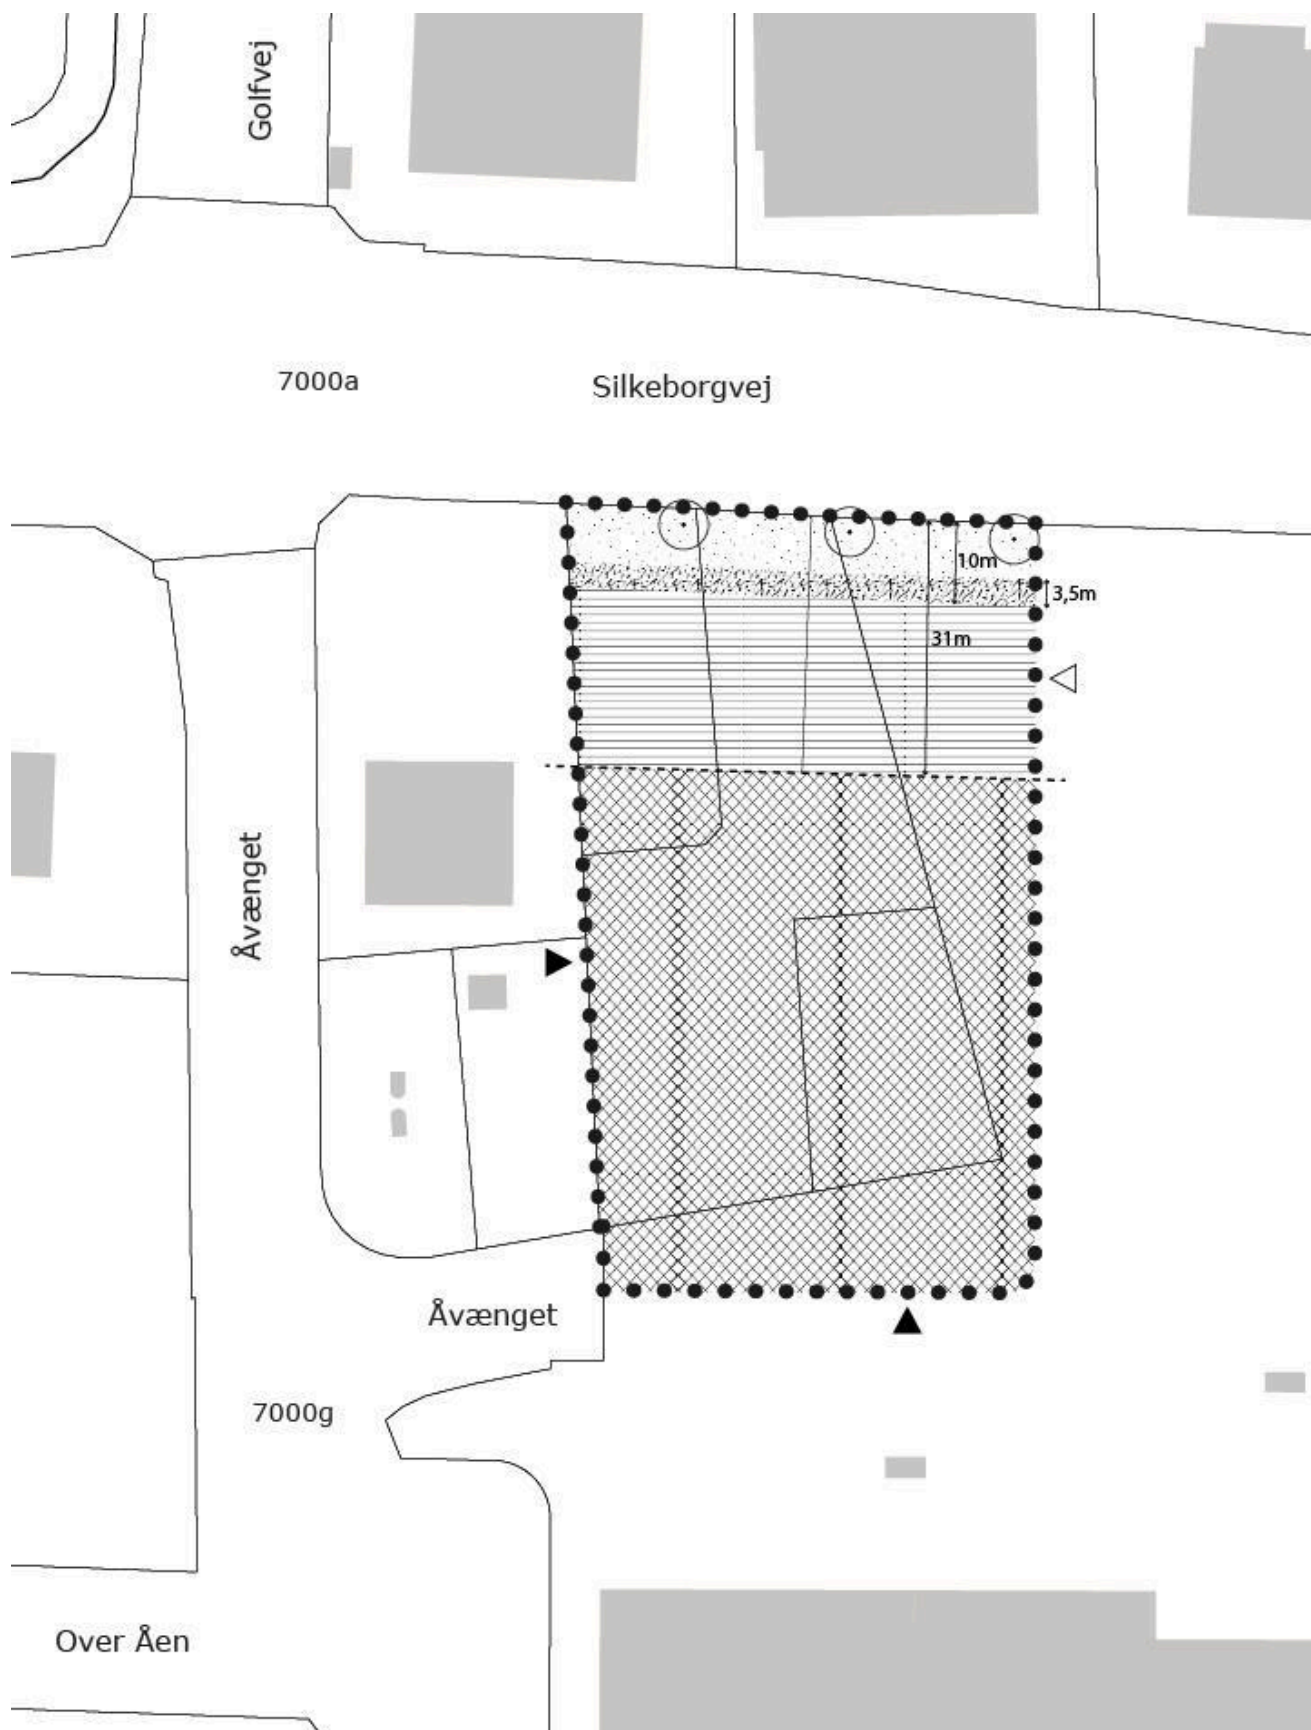 Golfvej
7000a
Silkeborgvej
10m
3,5m
31m
Åvænget
Åvænget
7000g
Over Åen